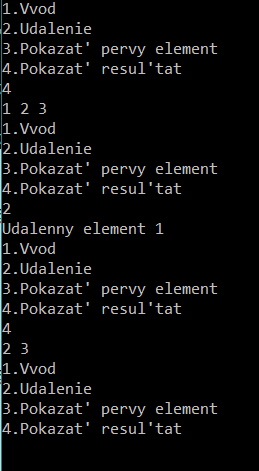 1.Vvod
2.Udalenie
3.Pokazat' pervy element
4.Pokazat' resul'tat
4
1 2 3
1.Vvod
2.Udalenie
3.Pokazat' pervy element
4.Pokazat' resul'tat
2
Udalenny element 1
1.Vvod
2.Udalenie
3.Pokazat' pervy element
4.Pokazat' resul'tat
4
2 3
1.Vvod
2.Udalenie
3.Pokazat' pervy element
4.Pokazat' resul'tat